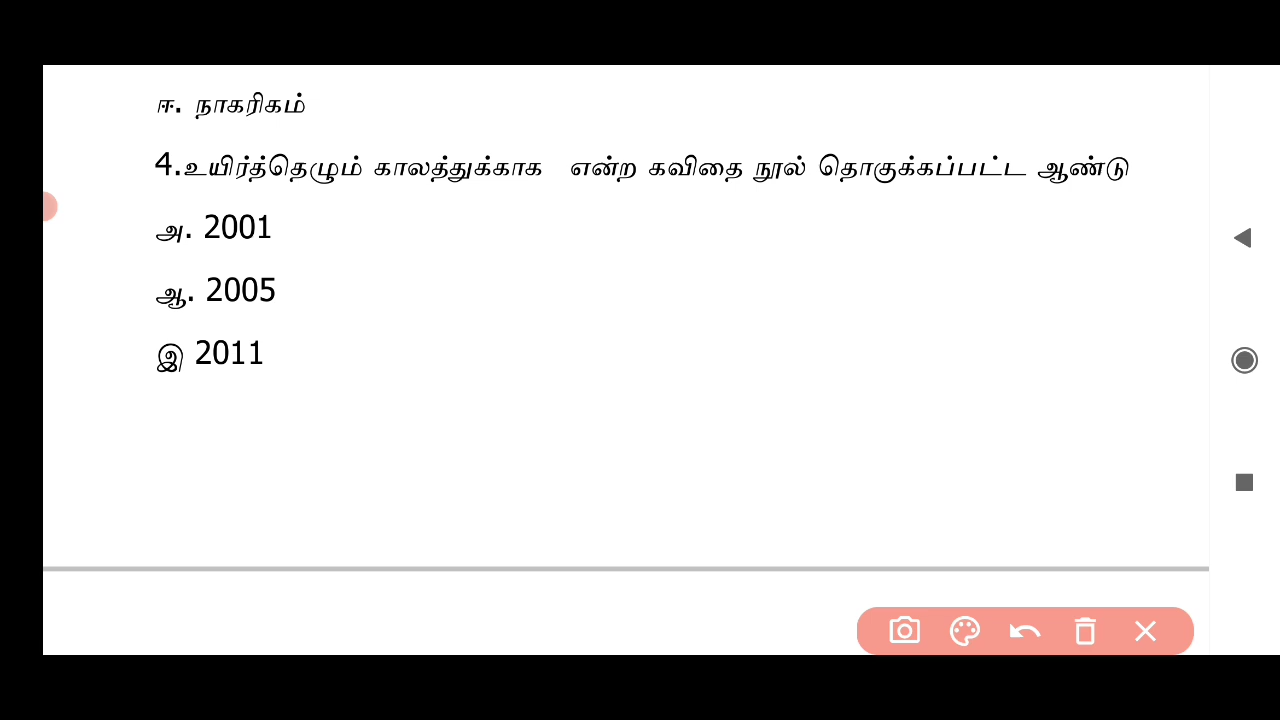 ஈ. நாகரிகம்
4.உயிர்த்தெழும் காலத்துக்காக என்ற கவிதை நூல் தொகுக்கப்பட்ட ஆண்டு
அ. 2001
ஆ. 2005
இ 2011